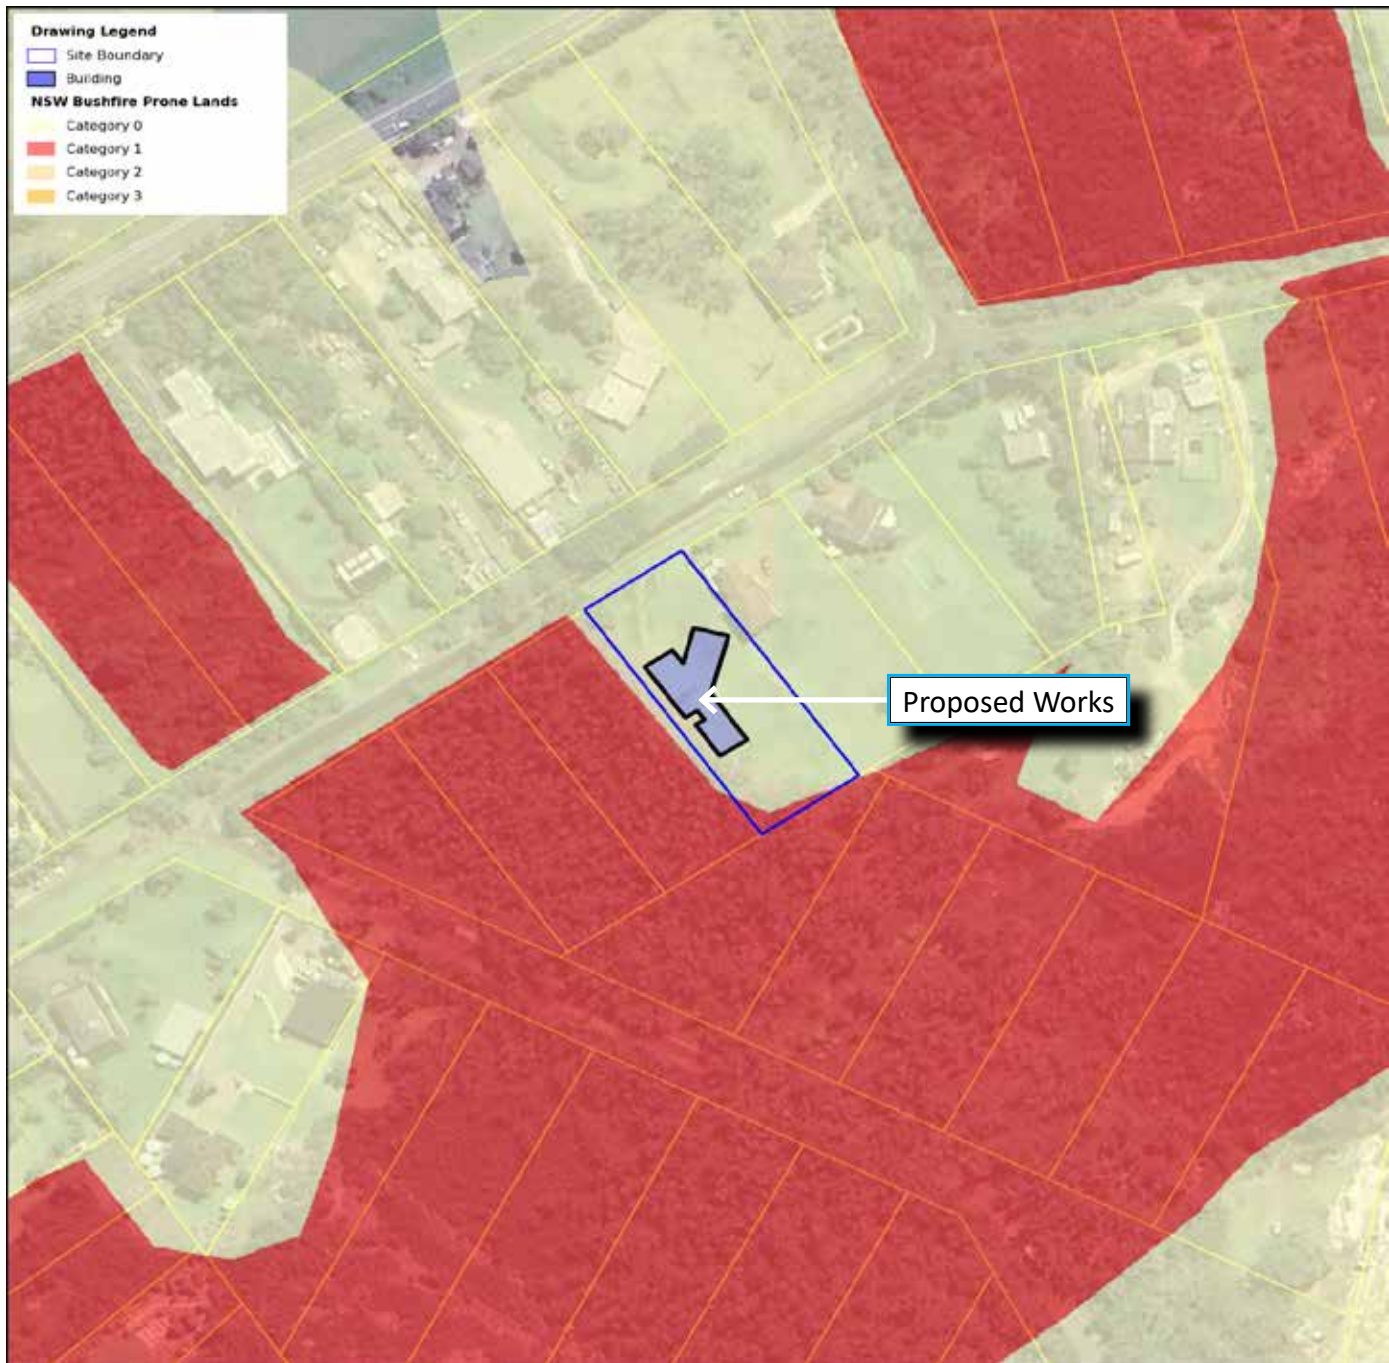 Drawing Legend
Site Boundary
Building
NSW Bushfire Prone Lands
Category 0
Category 1
Category 2
Category 3
Proposed Works